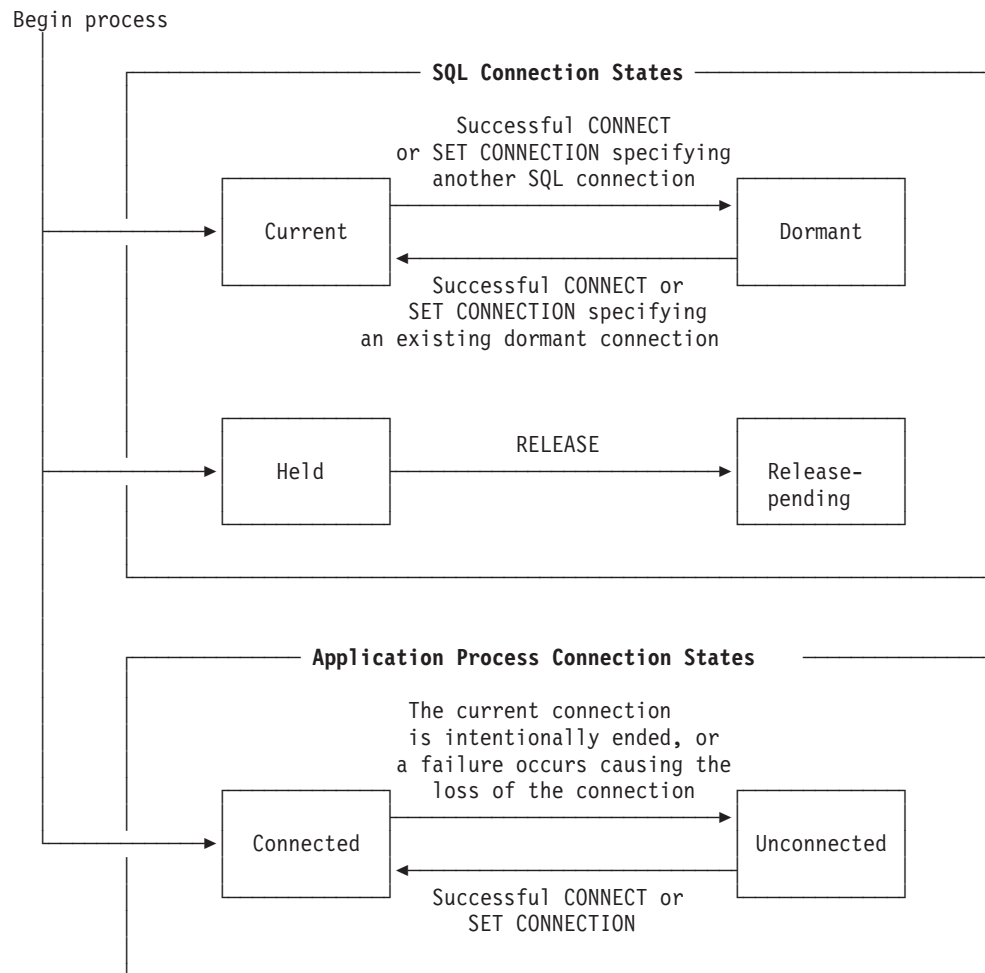 Begin process
SQL Connection States
Successful CONNECT
or SET CONNECTION specifying
another SQL connection
Current
Dormant
Successful CONNECT or
SET CONNECTION specifying
an existing dormant connection
RELEASE
Held
Release-
pending
Application Process Connection States
The current connection
is intentionally ended, or
a failure occurs causing the
loss of the connection
Connected
Unconnected
Successful CONNECT or
SET CONNECTION